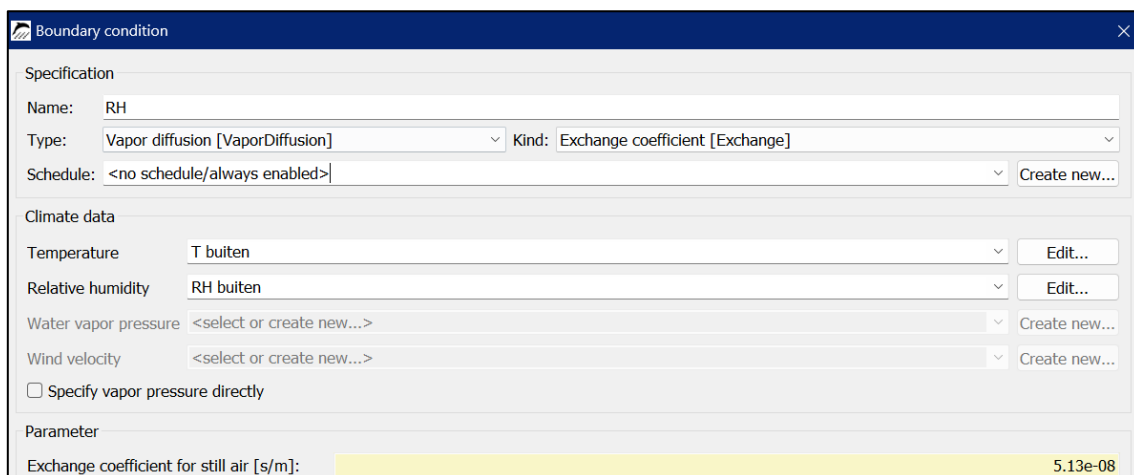 Boundary condition
Specification
Name: RH
Type: Vapor diffusion [VaporDiffusion] Kind: Exchange coefficient [Exchange]
Schedule: <no schedule/always enabled> Create new...
Climate data
Temperature T buiten Edit...
Relative humidity RH buiten Edit...
Water vapor pressure <select or create new...> Create new...
Wind velocity <select or create new...> Create new...
Specify vapor pressure directly
Parameter
Exchange coefficient for still air [s/m]: 5.13e-08